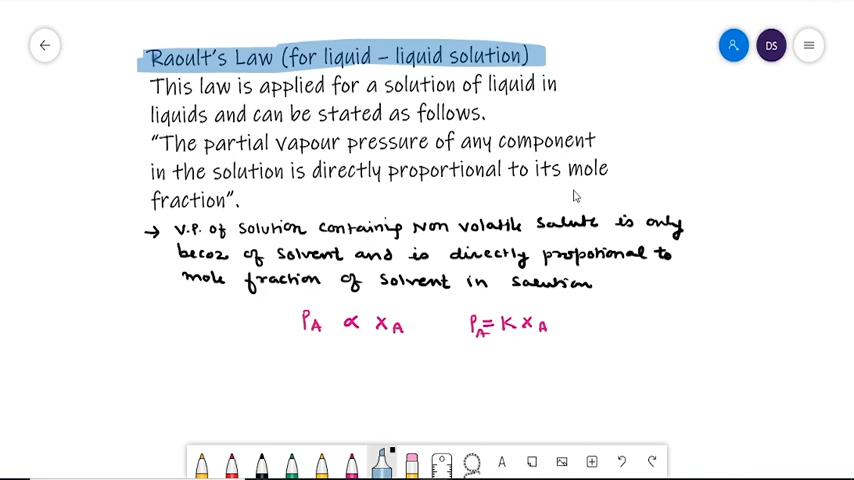 Raoult's Law (for liquid – liquid solution)
DS
This law is applied for a solution of liquid in
liquids and can be stated as follows.
"The partial vapour pressure of any component
in the solution is directly proportional to its mole
fraction".
→ V.P. of Solution containing Non volatile Solute is only
becoz of solvent and is directly propotional to
mole fraction of solvent in solution
PA ∝ XA PA = K XA
A